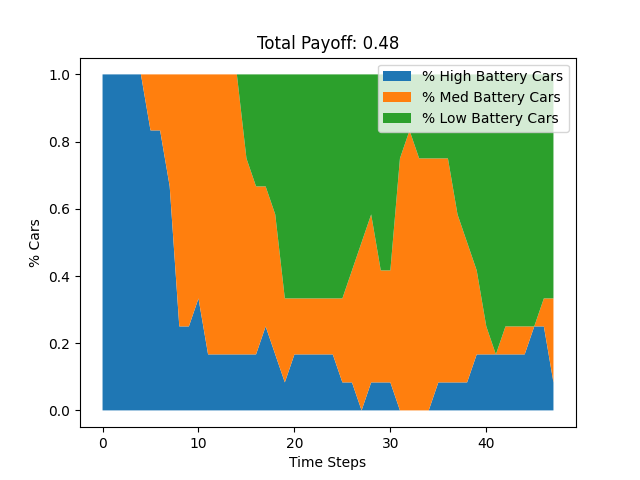 Total Payoff: 0.48
1.0
0.8
0.6
0.4
0.2
0.0
% Cars
% High Battery Cars
% Med Battery Cars
% Low Battery Cars
0 10 20 30 40
Time Steps